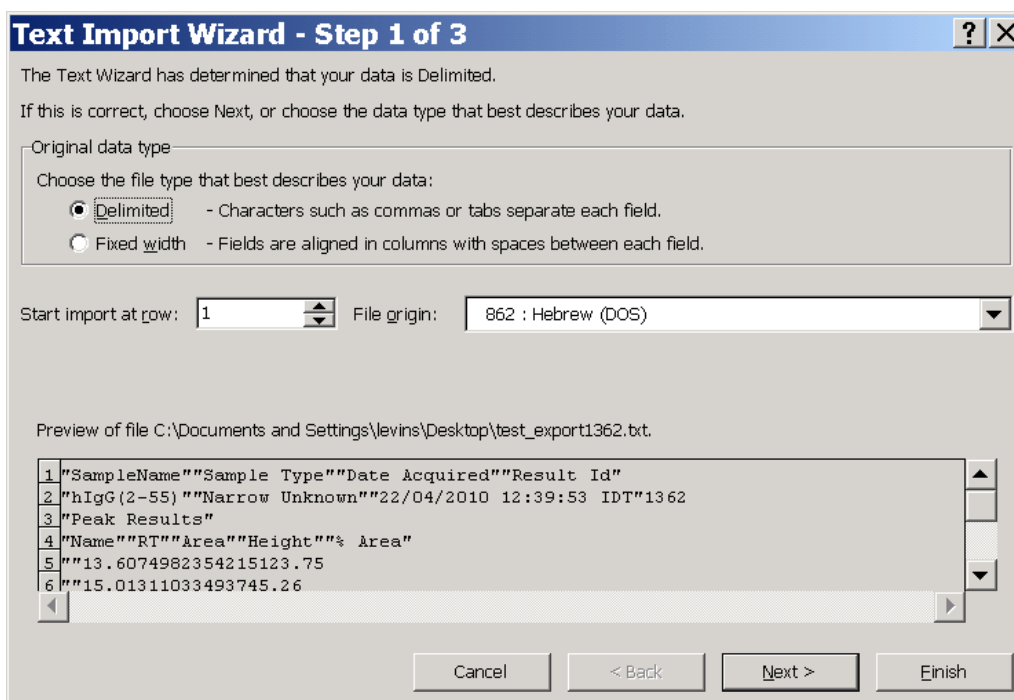 Text Import Wizard - Step 1 of 3
The Text Wizard has determined that your data is Delimited.
If this is correct, choose Next, or choose the data type that best describes your data.
Original data type
Choose the file type that best describes your data:
Delimited - Characters such as commas or tabs separate each field.
Fixed width - Fields are aligned in columns with spaces between each field.
Start import at row: 1 File origin: 862 : Hebrew (DOS)
Preview of file C:\Documents and Settings\levins\Desktop\test_export1362.txt.
1 "SampleName""Sample Type""Date Acquired""Result Id"
2 "hIgG(2-55)""Narrow Unknown""22/04/2010 12:39:53 IDT"1362
3 "Peak Results"
4 "Name""RT""Area""Height""% Area"
5 ""13.60749823542151​23.75
6 ""15.01311033493745.26
Cancel < Back Next > Finish